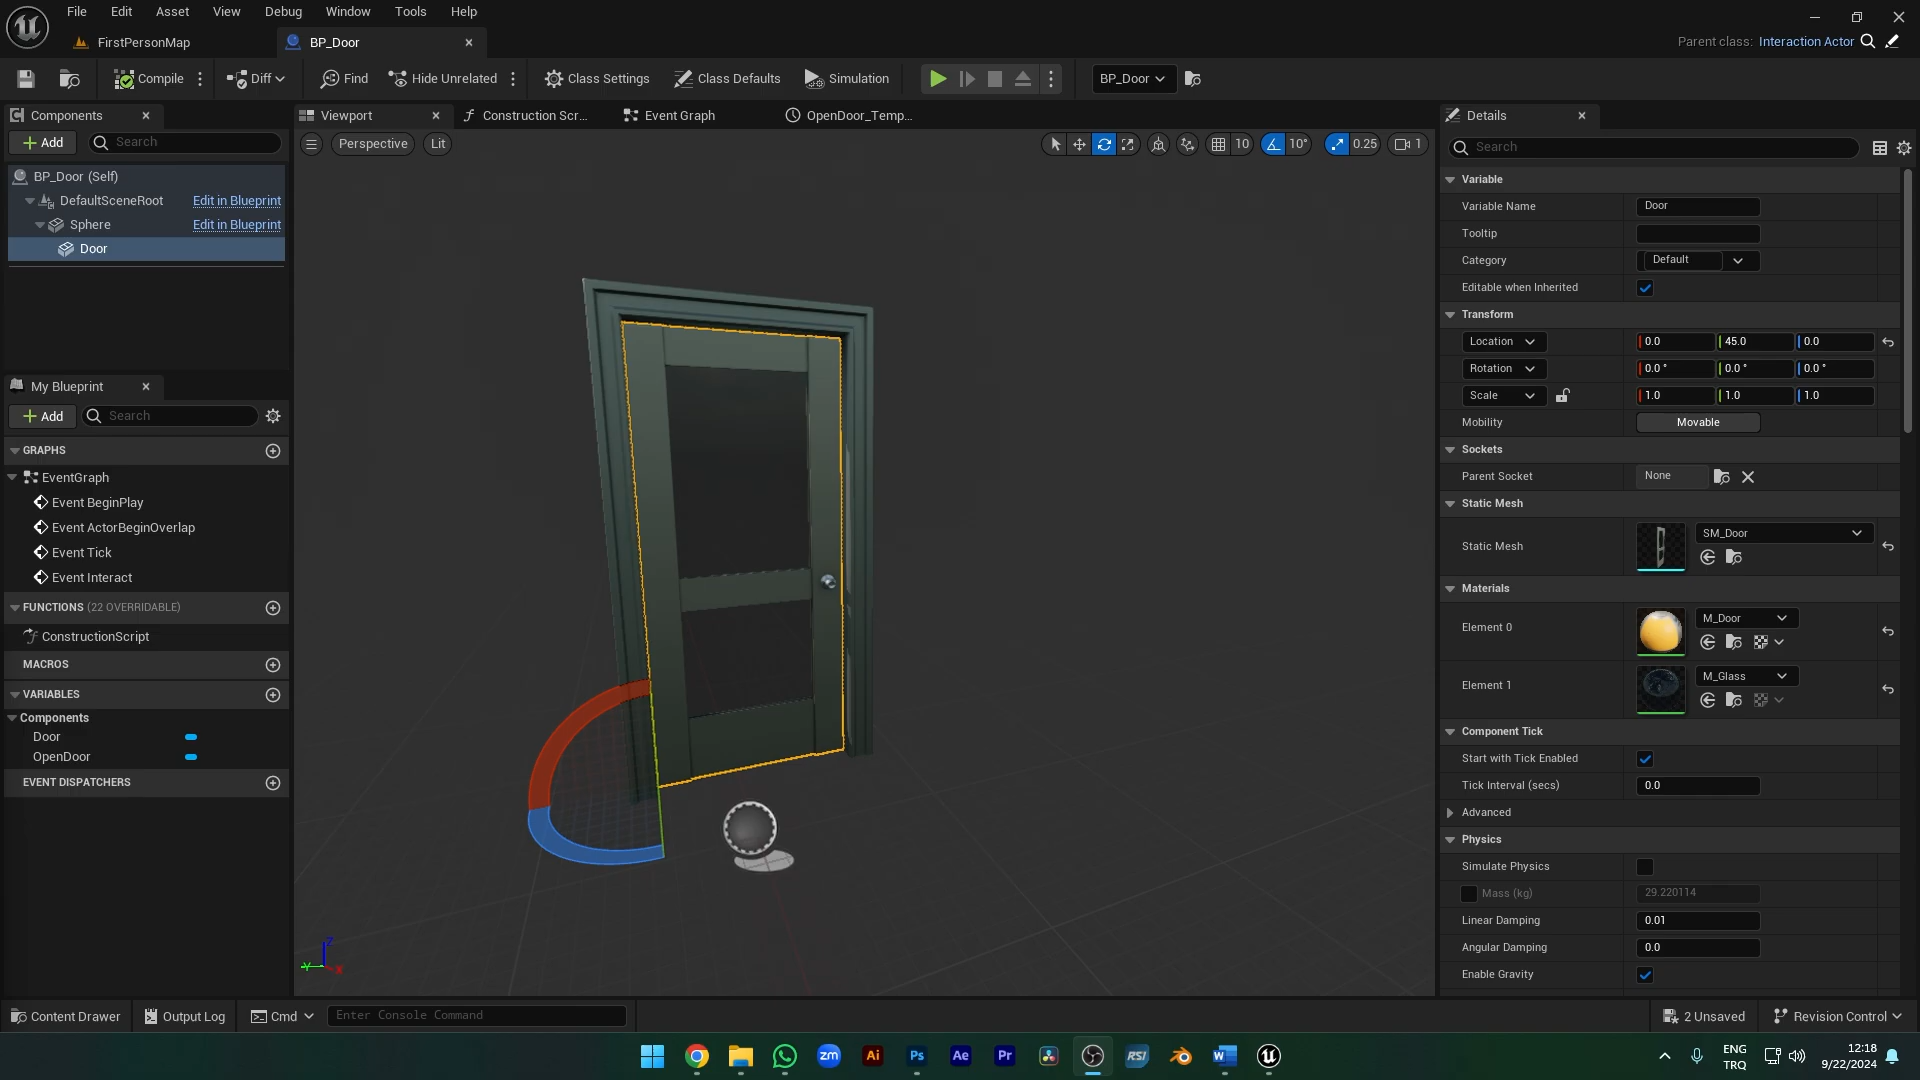 File Edit Asset View Debug Window Tools Help
FirstPersonMap
BP_Door
Parent class: Interaction Actor
Compile
Diff
Find
Hide Unrelated
Class Settings
Class Defaults
Simulation
BP_Door
Components
Add
Search
BP_Door (Self)
DefaultSceneRoot Edit in Blueprint
Sphere Edit in Blueprint
Door
My Blueprint
Add
Search
GRAPHS
EventGraph
Event BeginPlay
Event ActorBeginOverlap
Event Tick
Event Interact
FUNCTIONS (22 OVERRIDABLE)
ConstructionScript
MACROS
VARIABLES
Components
Door
OpenDoor
EVENT DISPATCHERS
Viewport
Construction Scr...
Event Graph
OpenDoor_Temp...
Perspective
Lit
10
10°
0.25
1
Z
Y
X
Details
Search
Variable
Variable Name Door
Tooltip
Category Default
Editable when Inherited
Transform
Location 0.0 45.0 0.0
Rotation 0.0 ° 0.0 ° 0.0 °
Scale 1.0 1.0 1.0
Mobility Movable
Sockets
Parent Socket None
Static Mesh
Static Mesh SM_Door
Materials
Element 0 M_Door
Element 1 M_Glass
Component Tick
Start with Tick Enabled
Tick Interval (secs) 0.0
Advanced
Physics
Simulate Physics
Mass (kg) 29.220114
Linear Damping 0.01
Angular Damping 0.0
Enable Gravity
Content Drawer
Output Log
Cmd
Enter Console Command
2 Unsaved
Revision Control
zm
Ai
Ps
Ae
Pr
RSI
W
ENG
TRQ
12:18
9/22/2024